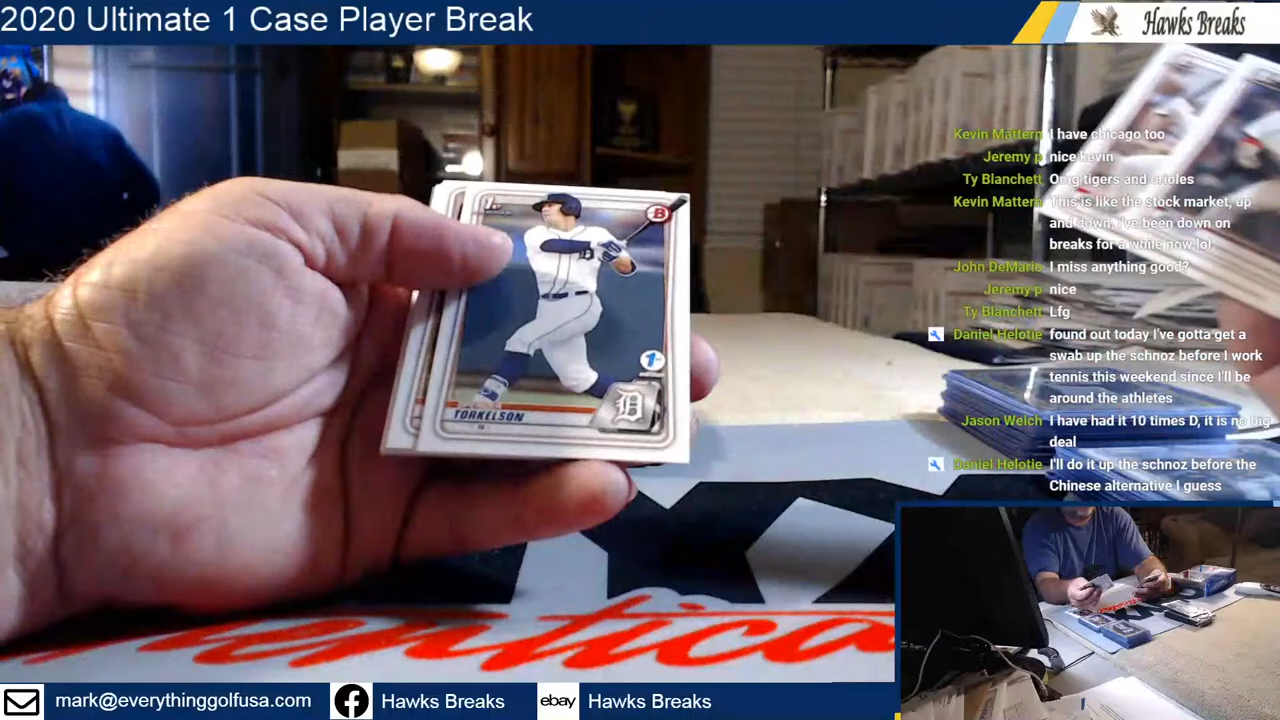 2020 Ultimate 1 Case Player Break
Hawks Breaks
Kevin Mattern I have chicago too
Jeremy p nice kevin
Ty Blanchett Omg tigers and orioles
Kevin Mattern This is like the stock market, up
and down, i've been down on
breaks for a while now lol
John DeMaris I miss anything good?
Jeremy p nice
Ty Blanchett Lfg
Daniel Helotie found out today I've gotta get a
swab up the schnoz before I work
tennis this weekend since I'll be
around the athletes
Jason Welch I have had it 10 times D, it is no big
deal
Daniel Helotie I'll do it up the schnoz before the
Chinese alternative I guess
1st
B
1st
D
TORKELSON
mark@everythinggolfusa.com
Hawks Breaks
ebay
Hawks Breaks